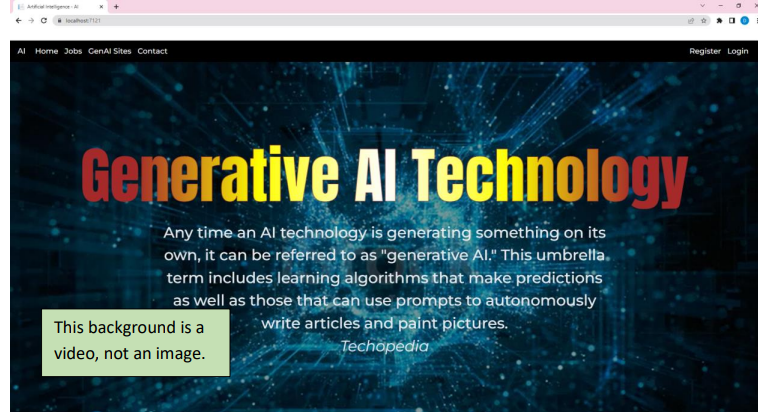 Artificial Intelligence - AI
localhost:7121
AI Home Jobs GenAI Sites Contact Register Login
Generative AI Technology
Any time an AI technology is generating something on its
own, it can be referred to as "generative AI." This umbrella
term includes learning algorithms that make predictions
as well as those that can use prompts to autonomously
write articles and paint pictures.
Techopedia
This background is a
video, not an image.